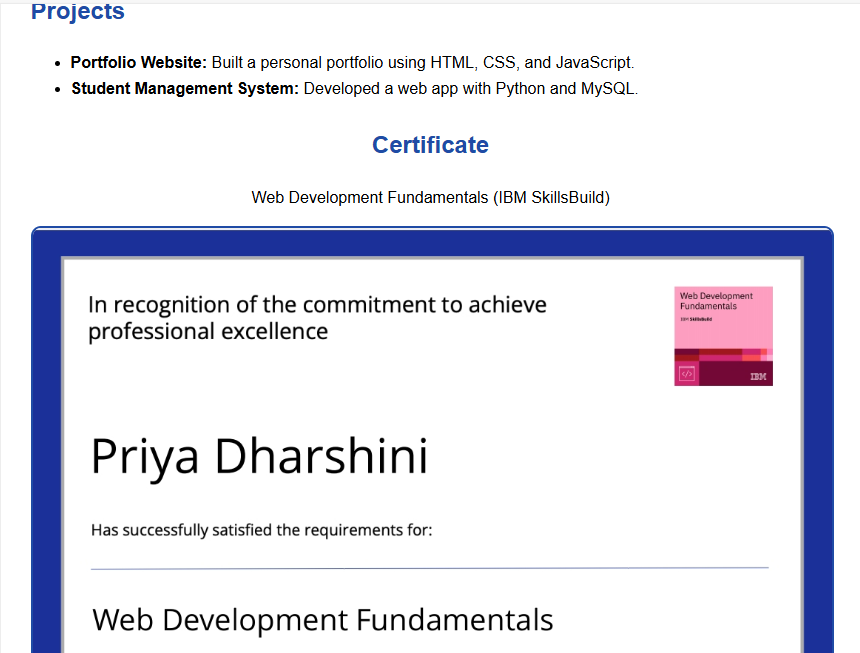 Projects
Portfolio Website: Built a personal portfolio using HTML, CSS, and JavaScript.
Student Management System: Developed a web app with Python and MySQL.
Certificate
Web Development Fundamentals (IBM SkillsBuild)
In recognition of the commitment to achieve
professional excellence
Web Development
Fundamentals
IBM SkillsBuild
</>
IBM
Priya Dharshini
Has successfully satisfied the requirements for:
Web Development Fundamentals